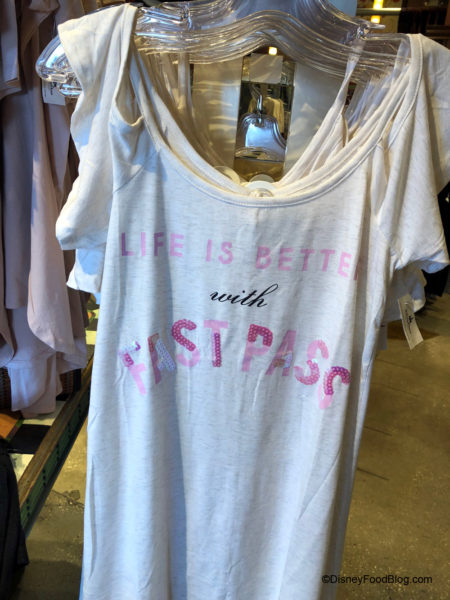 LIFE IS BETTER
with
FAST PASS
©DisneyFoodBlog.com